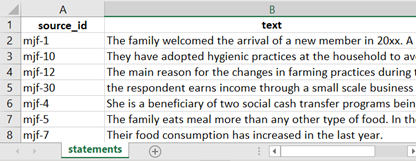 A B
1 source_id text
2 mjf-1 The family welcomed the arrival of a new member in 20xx. A
3 mjf-10 They have adopted hygienic practices at the household to av
4 mjf-12 The main reason for the changes in farming practices during t
5 mjf-30 the respondent earns income through a small scale business
6 mjf-4 She is a beneficiary of two social cash transfer programs bein
7 mjf-5 The family eats meal more than any other type of food. In the
8 mjf-7 Their food consumption has increased in the last year.
statements